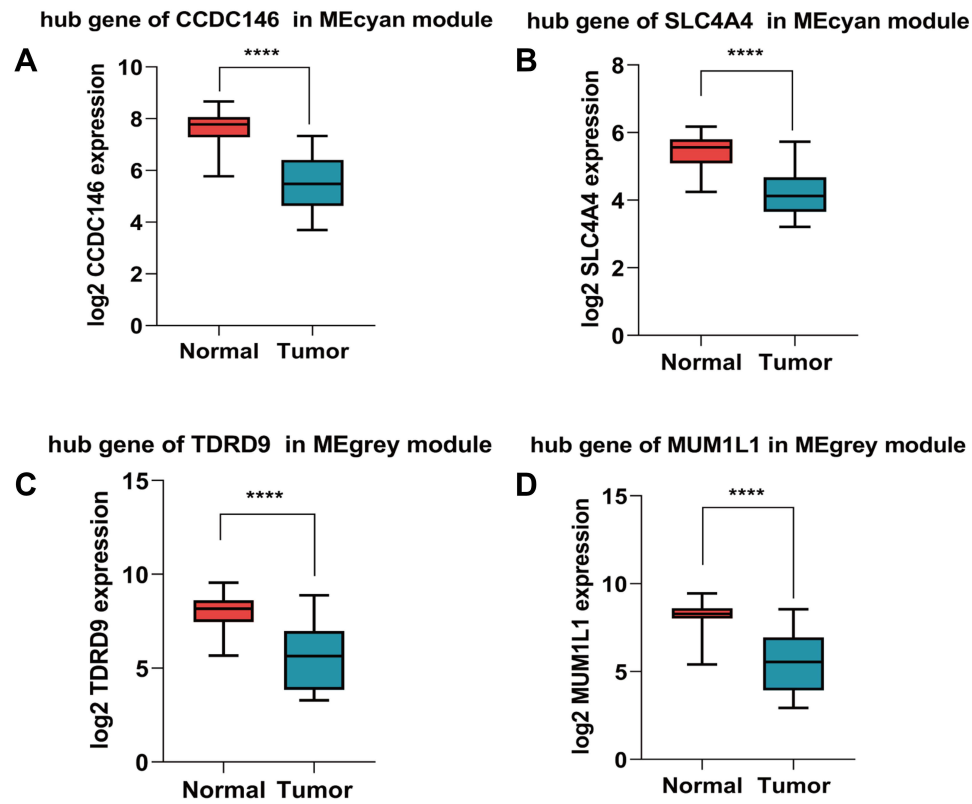 hub gene of CCDC146 in MEcyan module
A
****
log2 CCDC146 expression
10
8
6
4
2
0
Normal Tumor
hub gene of SLC4A4 in MEcyan module
B
****
log2 SLC4A4 expression
8
6
4
2
0
Normal Tumor
hub gene of TDRD9 in MEgrey module
C
****
log2 TDRD9 expression
15
10
5
0
Normal Tumor
hub gene of MUM1L1 in MEgrey module
D
****
log2 MUM1L1 expression
15
10
5
0
Normal Tumor